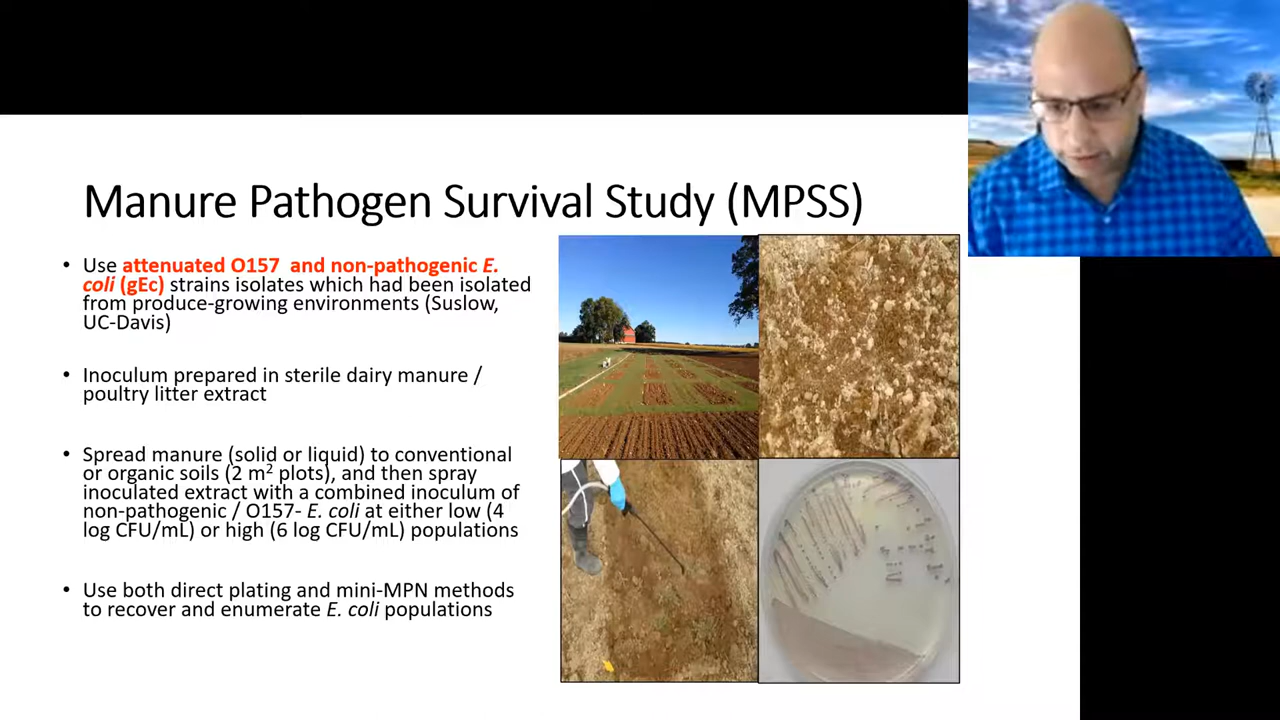 Manure Pathogen Survival Study (MPSS)
• Use attenuated O157 and non-pathogenic E.
coli (gEc) strains isolates which had been isolated
from produce-growing environments (Suslow,
UC-Davis)
• Inoculum prepared in sterile dairy manure /
poultry litter extract
• Spread manure (solid or liquid) to conventional
or organic soils (2 m² plots), and then spray
inoculated extract with a combined inoculum of
non-pathogenic / O157- E. coli at either low (4
log CFU/mL) or high (6 log CFU/mL) populations
• Use both direct plating and mini-MPN methods
to recover and enumerate E. coli populations